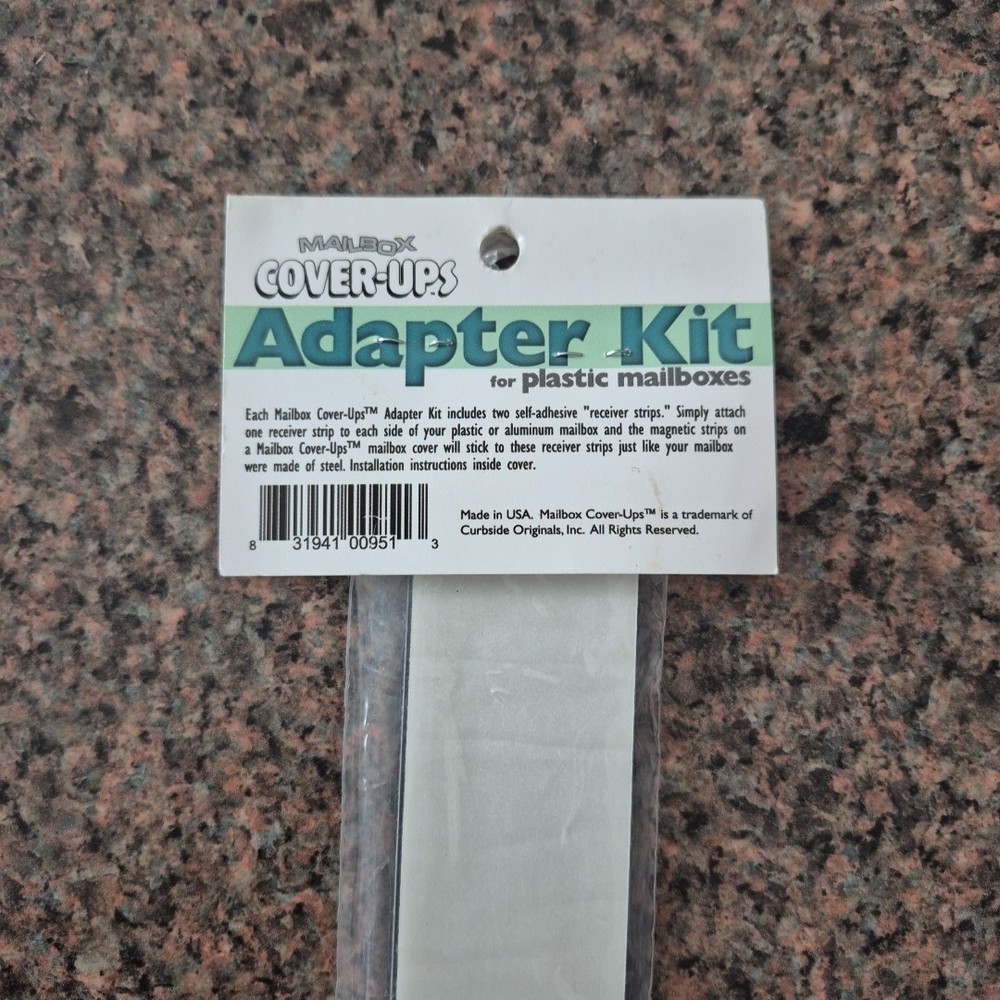 MAILBOX
COVER-UPS
Adapter Kit
for plastic mailboxes
Each Mailbox Cover-Ups™ Adapter Kit includes two self-adhesive "receiver strips." Simply attach
one receiver strip to each side of your plastic or aluminum mailbox and the magnetic strips on
a Mailbox Cover-Ups™ mailbox cover will stick to these receiver strips just like your mailbox
were made of steel. Installation instructions inside cover.
Made in USA. Mailbox Cover-Ups™ is a trademark of
Curbside Originals, Inc. All Rights Reserved.
8 31941 00951 3